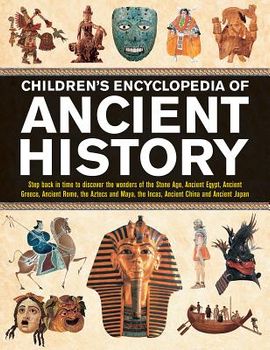 CHILDREN'S ENCYCLOPEDIA OF
ANCIENT
HISTORY
Step back in time to discover the wonders of the Stone Age, Ancient Egypt, Ancient
Greece, Ancient Rome, the Aztecs and Maya, the Incas, Ancient China and Ancient Japan